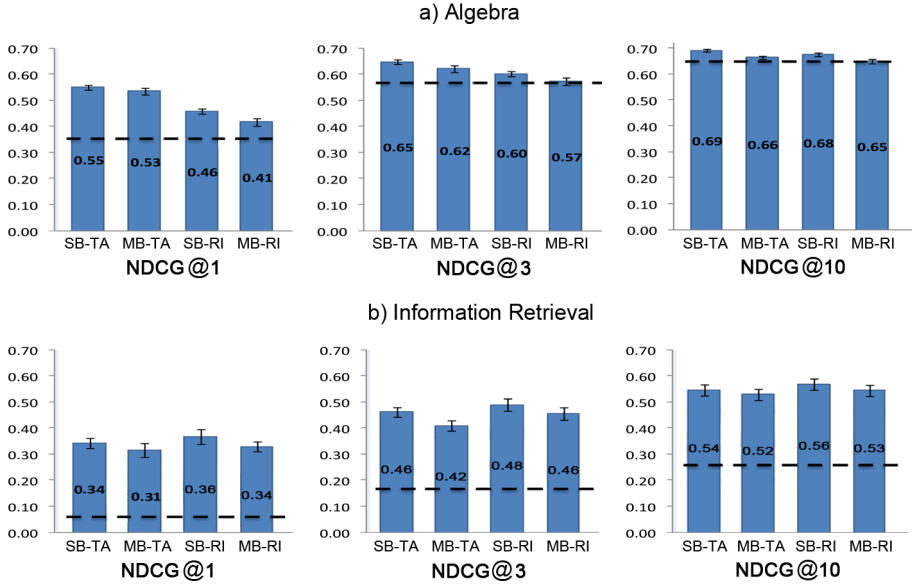 a) Algebra
0.70
0.60
0.50
0.40
0.30
0.20
0.10
0.00
0.55 0.53 0.46 0.41
SB-TA MB-TA SB-RI MB-RI
NDCG@1
0.70
0.60
0.50
0.40
0.30
0.20
0.10
0.00
0.65 0.62 0.60 0.57
SB-TA MB-TA SB-RI MB-RI
NDCG@3
0.70
0.60
0.50
0.40
0.30
0.20
0.10
0.00
0.69 0.66 0.68 0.65
SB-TA MB-TA SB-RI MB-RI
NDCG@10
b) Information Retrieval
0.70
0.60
0.50
0.40
0.30
0.20
0.10
0.00
0.34 0.31 0.36 0.34
SB-TA MB-TA SB-RI MB-RI
NDCG@1
0.70
0.60
0.50
0.40
0.30
0.20
0.10
0.00
0.46 0.42 0.48 0.46
SB-TA MB-TA SB-RI MB-RI
NDCG@3
0.70
0.60
0.50
0.40
0.30
0.20
0.10
0.00
0.54 0.52 0.56 0.53
SB-TA MB-TA SB-RI MB-RI
NDCG@10